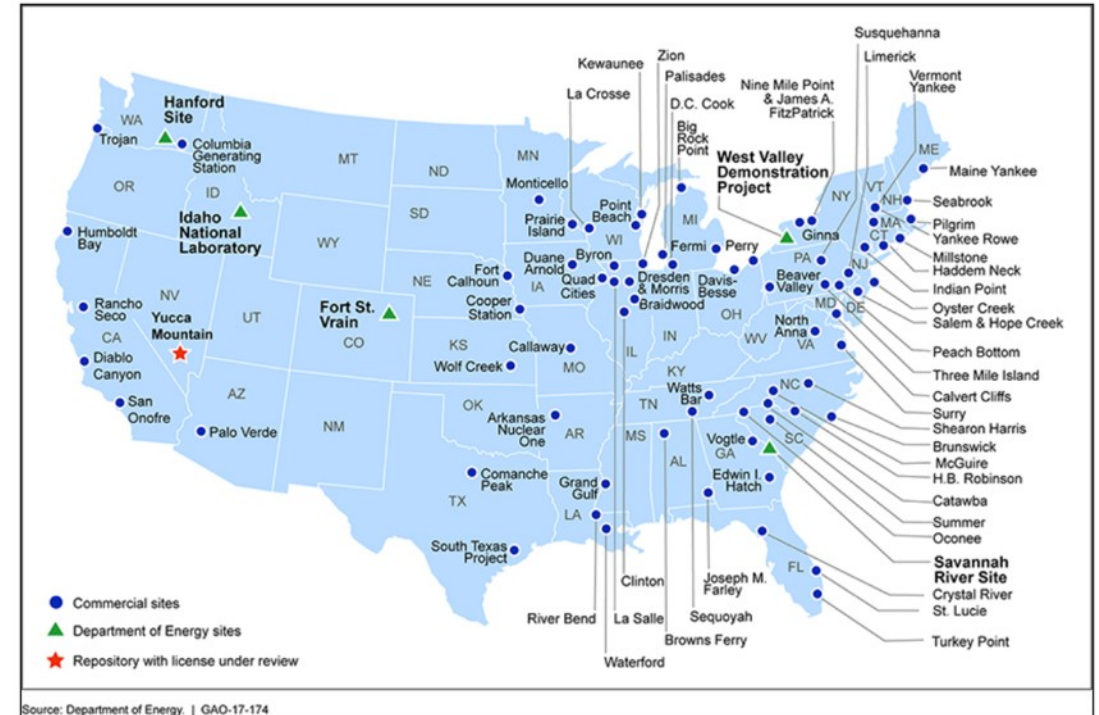 Susquehanna
Limerick
Zion
Kewaunee
Palisades
Vermont
Yankee
Nine Mile Point
& James A.
FitzPatrick
La Crosse
D.C. Cook
Big
Rock
Point
Hanford
Site
WA
Trojan
Columbia
Generating
Station
MT
ND
MN
West Valley
Demonstration
Project
ME
Maine Yankee
OR
ID
Idaho
National
Laboratory
SD
Monticello
Prairie
Island
Point
Beach
WI
MI
NY
VT
NH
Seabrook
Humboldt
Bay
WY
Fermi
Perry
Ginna
MA
CT
Pilgrim
Yankee Rowe
Millstone
Haddem Neck
Duane
Arnold
Byron
Fort
Calhoun
NE
IA
Quad
Cities
Dresden
& Morris
Braidwood
Davis-
Besse
PA
NJ
Beaver
Valley
Indian Point
Rancho
Seco
NV
UT
Fort St.
Vrain
CO
Cooper
Station
OH
MD
DE
Oyster Creek
Salem & Hope Creek
Yucca
Mountain
CA
IL
IN
WV
North
Anna
VA
Peach Bottom
Diablo
Canyon
KS
Callaway
Wolf Creek
MO
KY
Three Mile Island
Calvert Cliffs
San
Onofre
AZ
NM
OK
Arkansas
Nuclear
One
AR
TN
Watts
Bar
NC
Surry
Shearon Harris
Palo Verde
MS
AL
Vogtle
GA
SC
Brunswick
McGuire
H.B. Robinson
Comanche
Peak
TX
Grand
Gulf
LA
Edwin I.
Hatch
Catawba
Summer
Oconee
South Texas
Project
FL
Savannah
River Site
Clinton
Joseph M.
Farley
Crystal River
St. Lucie
Commercial sites
River Bend
La Salle
Sequoyah
Department of Energy sites
Browns Ferry
Turkey Point
Repository with license under review
Waterford
Source: Department of Energy. | GAO-17-174